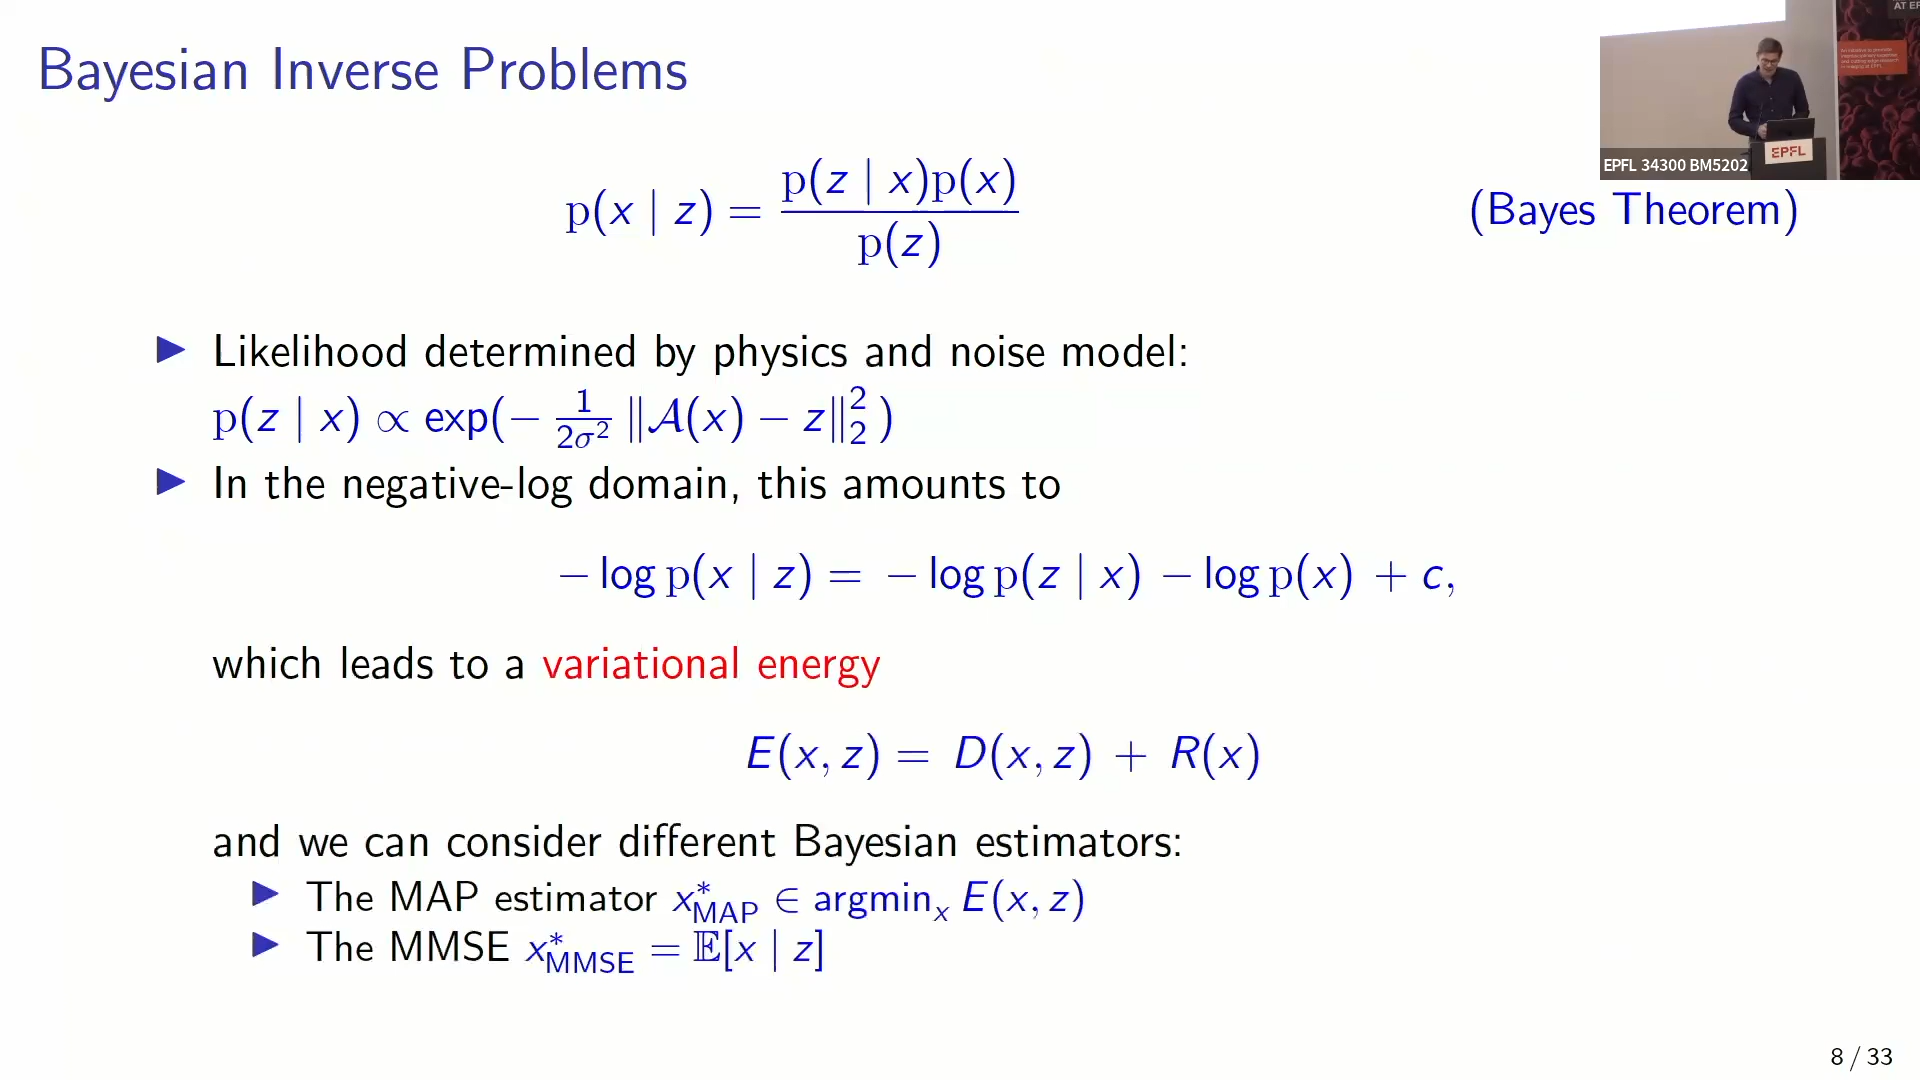 Bayesian Inverse Problems
p(x | z) = p(z | x)p(x) / p(z)
(Bayes Theorem)
▶ Likelihood determined by physics and noise model:
p(z | x) ∝ exp(− 1/2σ² ‖𝒜(x) − z‖₂² )
▶ In the negative-log domain, this amounts to
− log p(x | z) = − log p(z | x) − log p(x) + c,
which leads to a variational energy
E(x, z) = D(x, z) + R(x)
and we can consider different Bayesian estimators:
▶ The MAP estimator x*_MAP ∈ argminₓ E(x, z)
▶ The MMSE x*_MMSE = 𝔼[x | z]
8 / 33
EPFL 34300 BM5202
EPFL